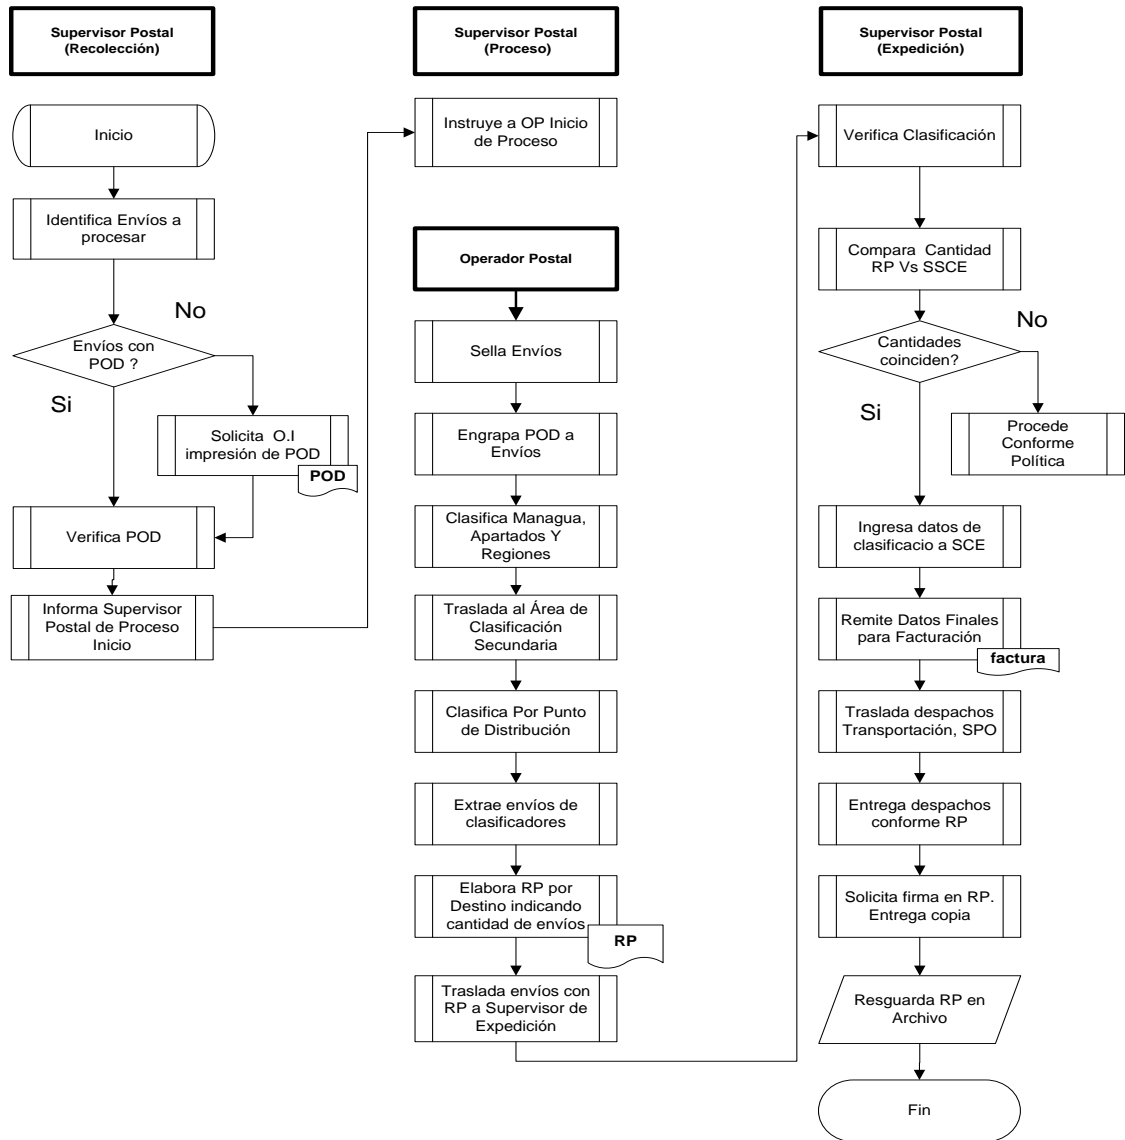 Supervisor Postal
(Recolección)
Inicio
Identifica Envíos a
procesar
No
Envíos con
POD ?
Si
Solicita O.I
impresión de POD
POD
Verifica POD
Informa Supervisor
Postal de Proceso
Inicio
Supervisor Postal
(Proceso)
Instruye a OP Inicio
de Proceso
Operador Postal
Sella Envíos
Engrapa POD a
Envíos
Clasifica Managua,
Apartados Y
Regiones
Traslada al Área de
Clasificación
Secundaria
Clasifica Por Punto
de Distribución
Extrae envíos de
clasificadores
Elabora RP por
Destino indicando
cantidad de envíos
RP
Traslada envíos con
RP a Supervisor de
Expedición
Supervisor Postal
(Expedición)
Verifica Clasificación
Compara Cantidad
RP Vs SSCE
No
Cantidades
coinciden?
Si
Procede
Conforme
Política
Ingresa datos de
clasificacio a SCE
Remite Datos Finales
para Facturación
factura
Traslada despachos
Transportación, SPO
Entrega despachos
conforme RP
Solicita firma en RP.
Entrega copia
Resguarda RP en
Archivo
Fin